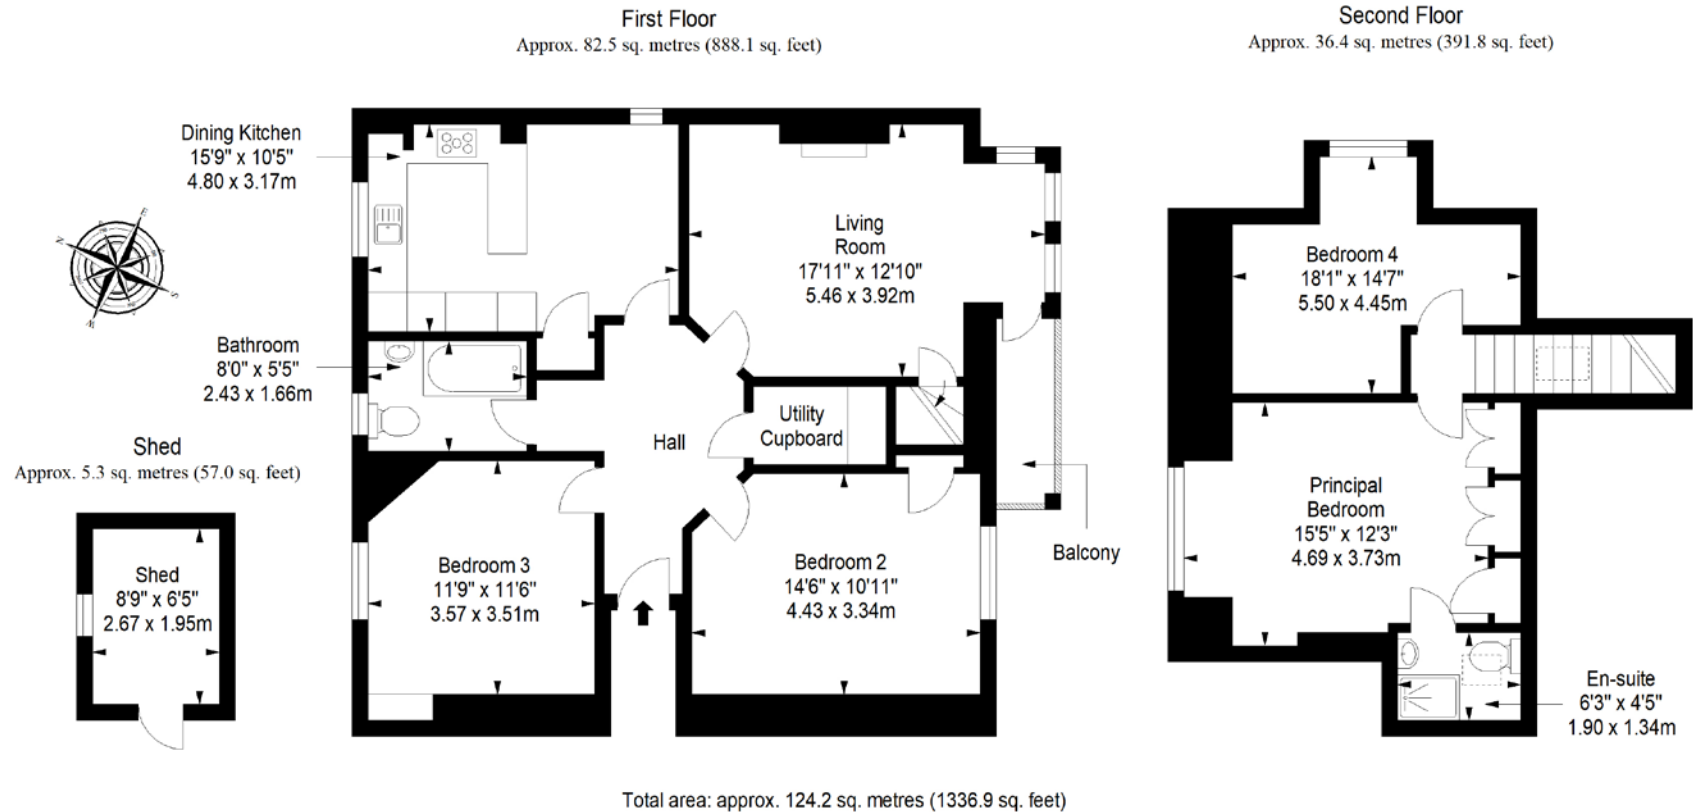 First Floor
Approx. 82.5 sq. metres (888.1 sq. feet)
Second Floor
Approx. 36.4 sq. metres (391.8 sq. feet)
Dining Kitchen
15'9" x 10'5"
4.80 x 3.17m
Living
Room
17'11" x 12'10"
5.46 x 3.92m
Bedroom 4
18'1" x 14'7"
5.50 x 4.45m
N
E
S
W
Bathroom
8'0" x 5'5"
2.43 x 1.66m
Utility
Cupboard
Hall
Shed
Approx. 5.3 sq. metres (57.0 sq. feet)
Shed
8'9" x 6'5"
2.67 x 1.95m
Bedroom 3
11'9" x 11'6"
3.57 x 3.51m
Bedroom 2
14'6" x 10'11"
4.43 x 3.34m
Balcony
Principal
Bedroom
15'5" x 12'3"
4.69 x 3.73m
En-suite
6'3" x 4'5"
1.90 x 1.34m
Total area: approx. 124.2 sq. metres (1336.9 sq. feet)